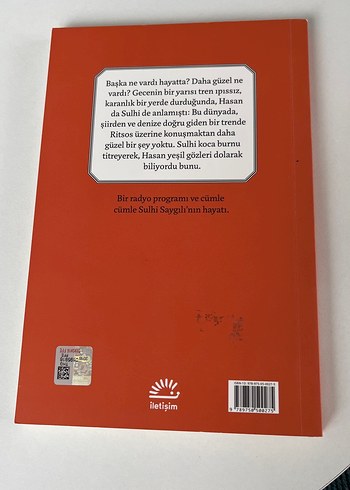 Başka ne vardı hayatta? Daha güzel ne
vardı? Gecenin bir yarısı tren ıpıssız,
karanlık bir yerde durduğunda, Hasan
da Sulhi de anlamıştı: Bu dünyada,
şiirden ve denize doğru giden bir trende
Ritsos üzerine konuşmaktan daha
güzel bir şey yoktu. Sulhi koca burnu
titreyerek, Hasan yeşil gözleri dolarak
biliyordu bunu.
Bir radyo programı ve cümle
cümle Sulhi Saygılı'nın hayatı.
iletişim
9 789750 500275